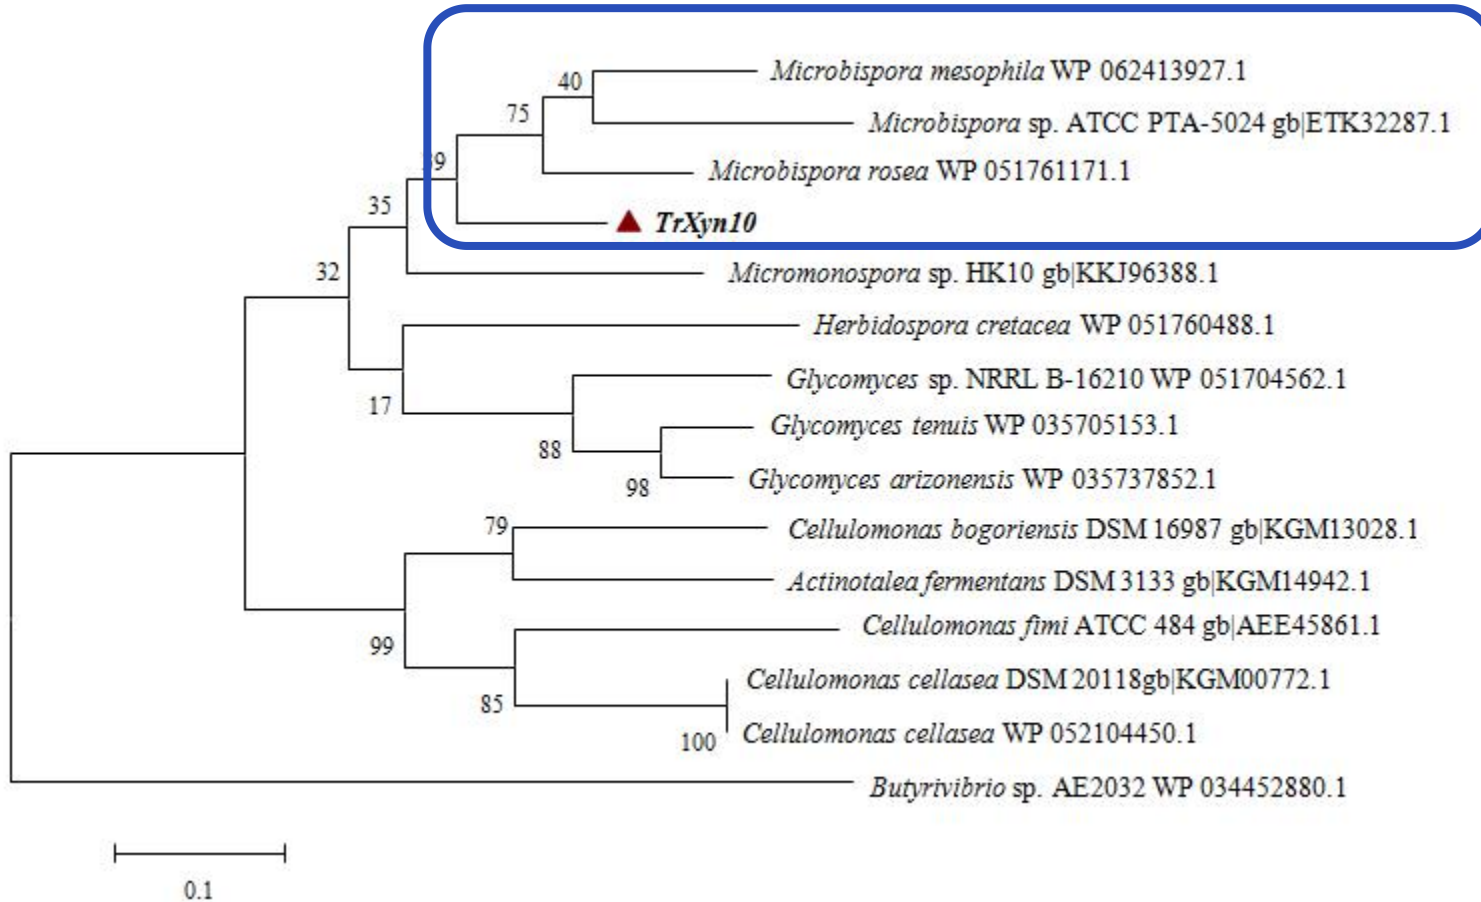 Microbispora mesophila WP 062413927.1
40
75
Microbispora sp. ATCC PTA-5024 gb|ETK32287.1
Microbispora rosea WP 051761171.1
35
TrXyn10
32
Micromonospora sp. HK10 gb|KKJ96388.1
Herbidospora cretacea WP 051760488.1
Glycomyces sp. NRRL B-16210 WP 051704562.1
17
Glycomyces tenuis WP 035705153.1
88
Glycomyces arizonensis WP 035737852.1
98
79
Cellulomonas bogoriensis DSM 16987 gb|KGM13028.1
Actinotalea fermentans DSM 3133 gb|KGM14942.1
Cellulomonas fimi ATCC 484 gb|AEE45861.1
99
Cellulomonas cellasea DSM 20118gb|KGM00772.1
85
Cellulomonas cellasea WP 052104450.1
100
Butyrivibrio sp. AE2032 WP 034452880.1
0.1